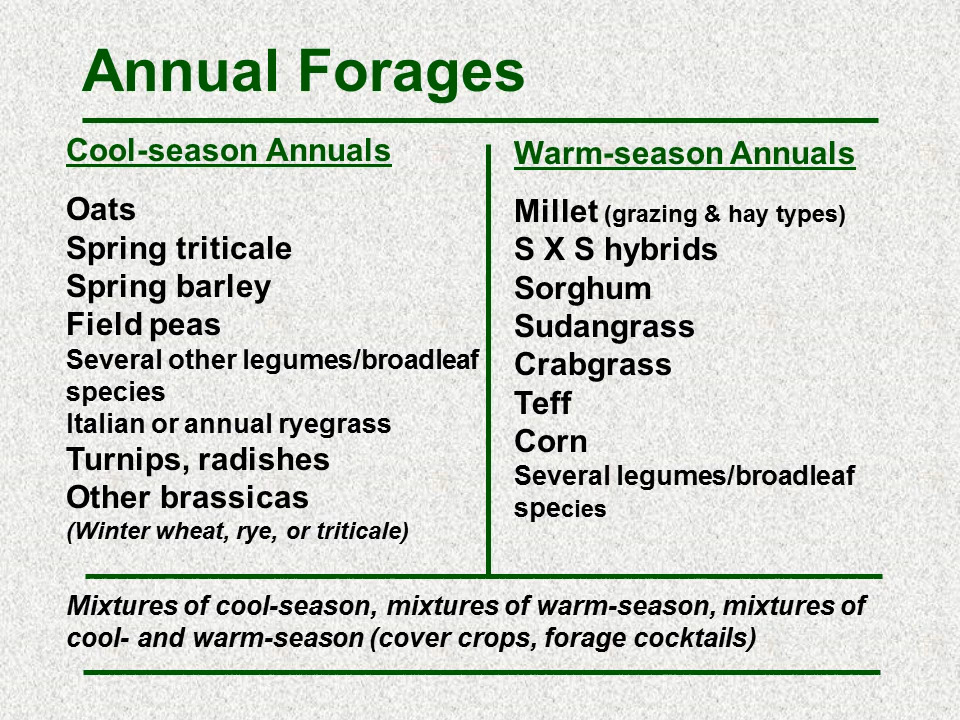 Annual Forages
Cool-season Annuals
Oats
Spring triticale
Spring barley
Field peas
Several other legumes/broadleaf
species
Italian or annual ryegrass
Turnips, radishes
Other brassicas
(Winter wheat, rye, or triticale)
Warm-season Annuals
Millet (grazing & hay types)
S X S hybrids
Sorghum
Sudangrass
Crabgrass
Teff
Corn
Several legumes/broadleaf
species
Mixtures of cool-season, mixtures of warm-season, mixtures of
cool- and warm-season (cover crops, forage cocktails)